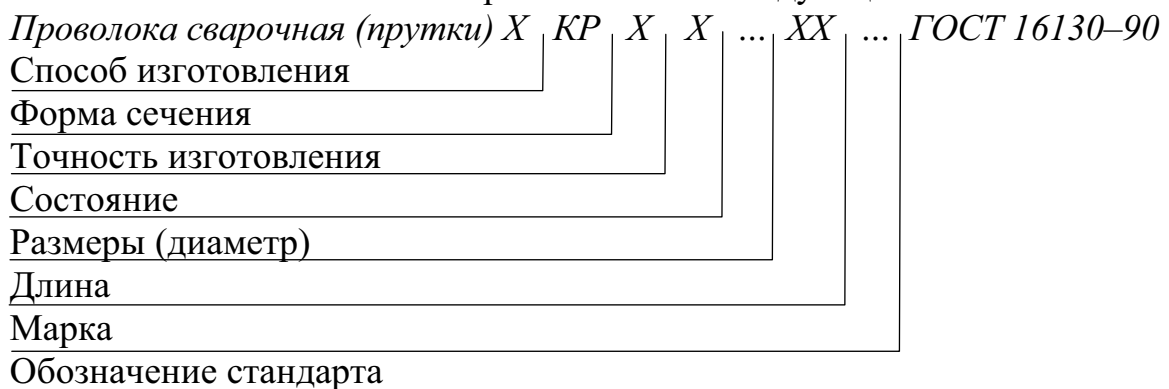 Проволока сварочная (прутки) Х КР Х Х ... ХХ ... ГОСТ 16130–90
Способ изготовления
Форма сечения
Точность изготовления
Состояние
Размеры (диаметр)
Длина
Марка
Обозначение стандарта